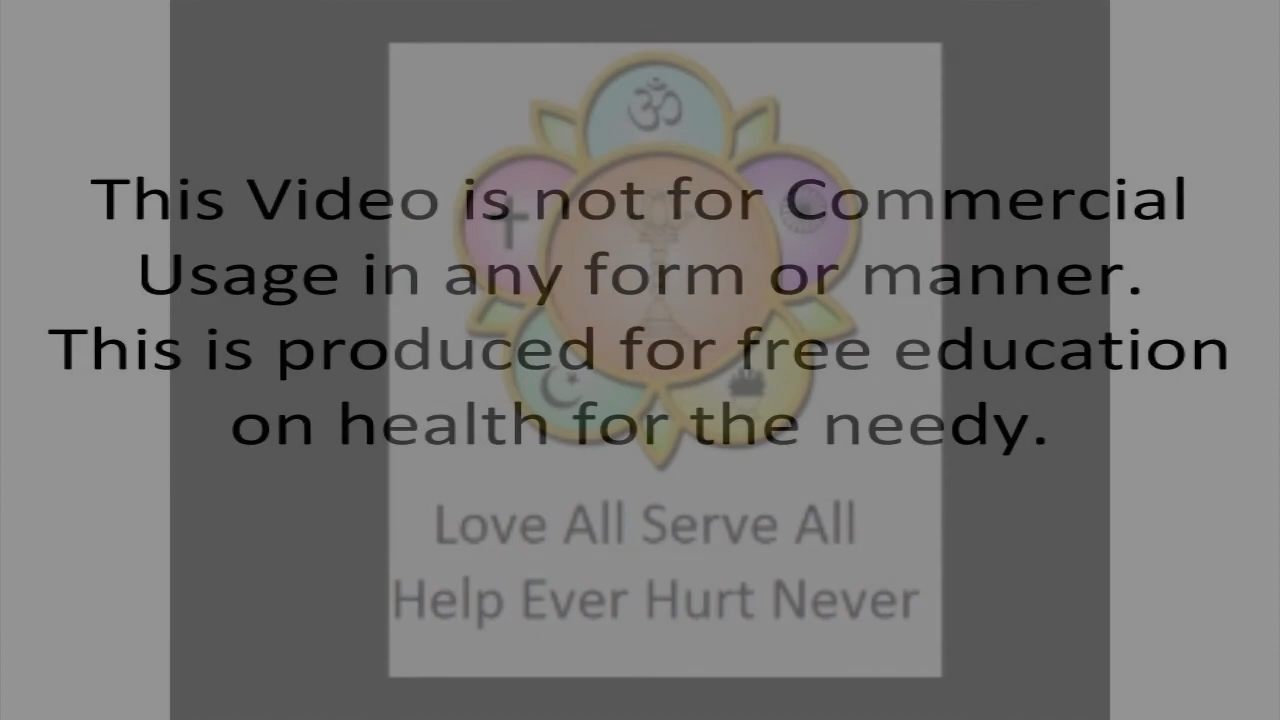 ॐ
This Video is not for Commercial
Usage in any form or manner.
This is produced for free education
on health for the needy.
Love All Serve All
Help Ever Hurt Never